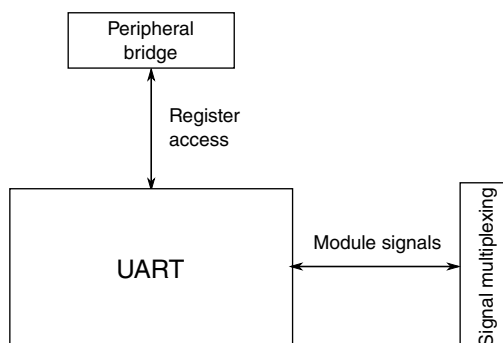 Peripheral
bridge
Register
access
UART
Module signals
Signal multiplexing